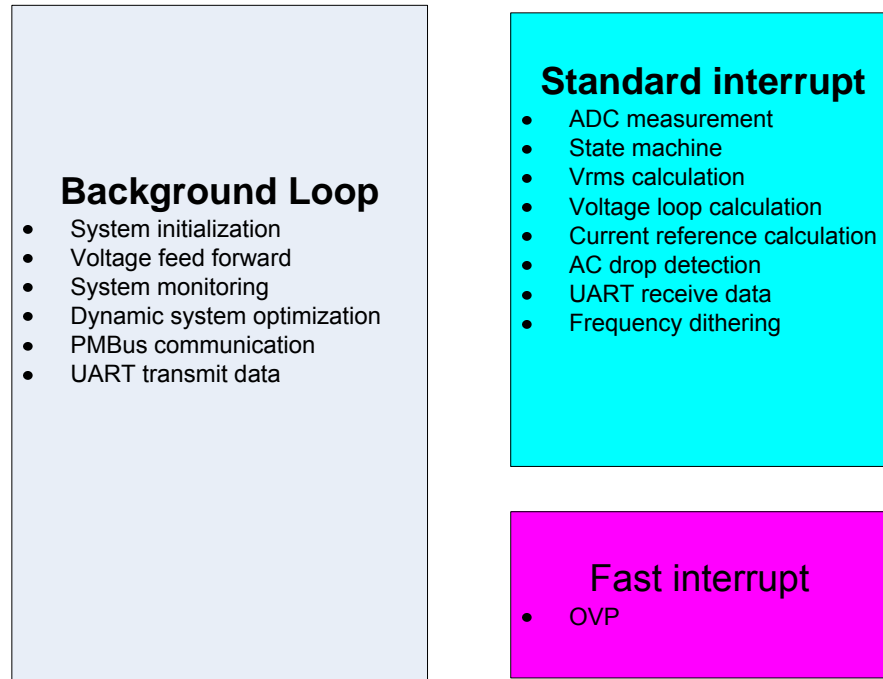 Background Loop
• System initialization
• Voltage feed forward
• System monitoring
• Dynamic system optimization
• PMBus communication
• UART transmit data
Standard interrupt
• ADC measurement
• State machine
• Vrms calculation
• Voltage loop calculation
• Current reference calculation
• AC drop detection
• UART receive data
• Frequency dithering
Fast interrupt
• OVP